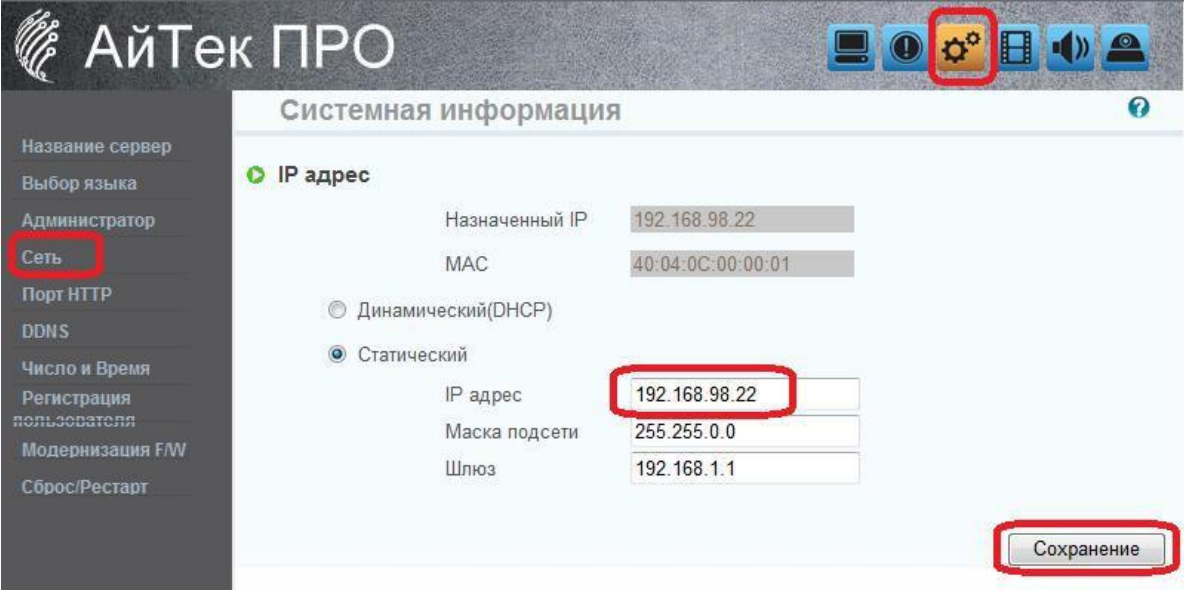 АйТек ПРО
Системная информация
?
Название сервер
Выбор языка
Администратор
Сеть
Порт HTTP
DDNS
Число и Время
Регистрация
пользователя
Модернизация F/W
Сброс/Рестарт
IP адрес
Назначенный IP 192.168.98.22
MAC 40:04:0C:00:00:01
Динамический(DHCP)
Статический
IP адрес 192.168.98.22
Маска подсети 255.255.0.0
Шлюз 192.168.1.1
Сохранение